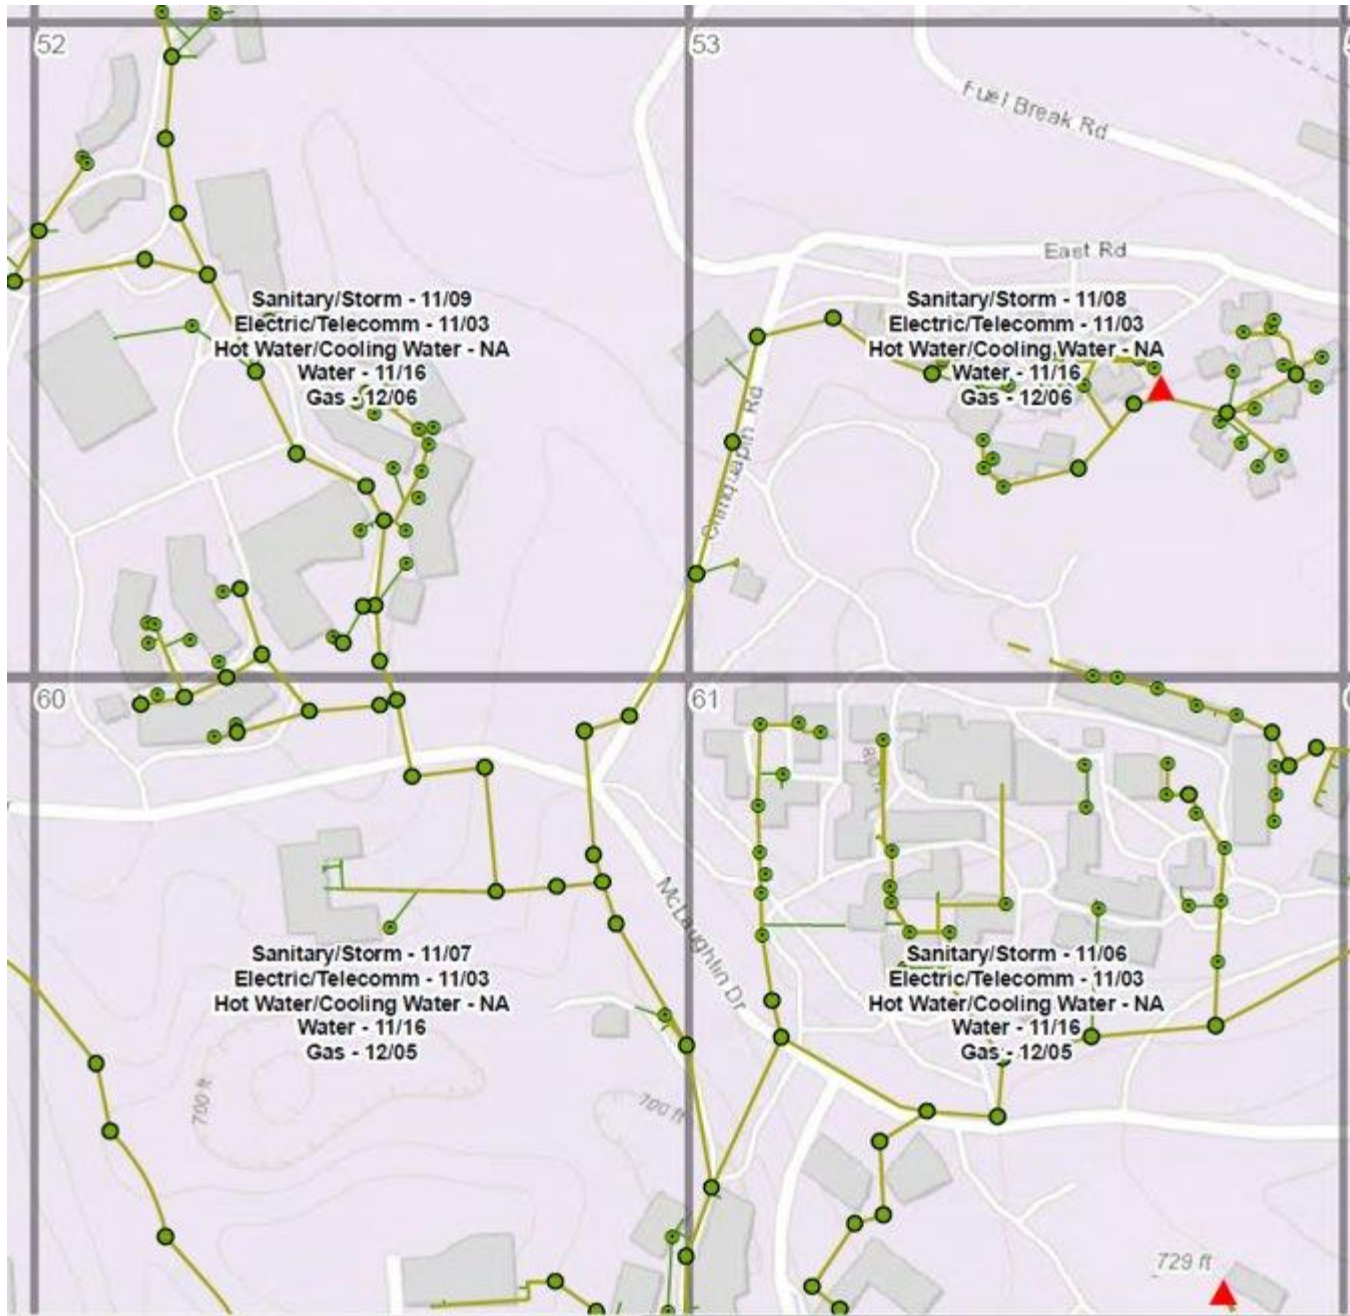 52
53
Fuel Break Rd
East Rd
Sanitary/Storm - 11/09
Electric/Telecomm - 11/03
Hot Water/Cooling Water - NA
Water - 11/16
Gas - 12/06
Sanitary/Storm - 11/08
Electric/Telecomm - 11/03
Hot Water/Cooling Water - NA
Water - 11/16
Gas - 12/06
Chinquapin Rd
60
61
McLaughlin Dr
Sanitary/Storm - 11/07
Electric/Telecomm - 11/03
Hot Water/Cooling Water - NA
Water - 11/16
Gas - 12/05
Sanitary/Storm - 11/06
Electric/Telecomm - 11/03
Hot Water/Cooling Water - NA
Water - 11/16
Gas - 12/05
700 ft
700 ft
729 ft